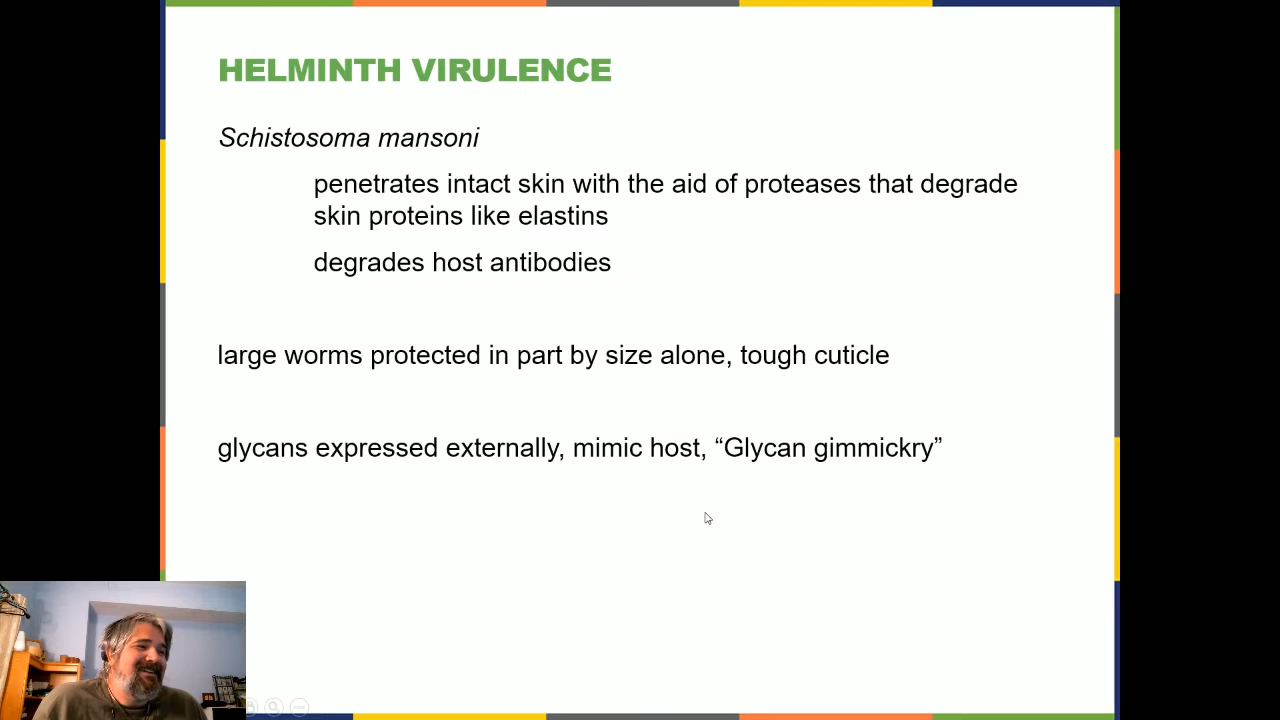 HELMINTH VIRULENCE
Schistosoma mansoni
penetrates intact skin with the aid of proteases that degrade
skin proteins like elastins
degrades host antibodies
large worms protected in part by size alone, tough cuticle
glycans expressed externally, mimic host, “Glycan gimmickry”